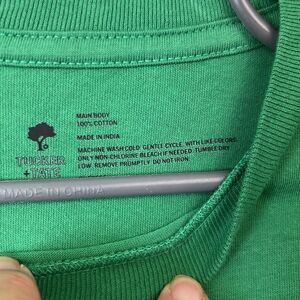 TUCKER
+TATE
MAIN BODY
100% COTTON
MADE IN INDIA
MACHINE WASH COLD. GENTLE CYCLE. WITH LIKE COLORS.
ONLY NON-CHLORINE BLEACH IF NEEDED. TUMBLE DRY
LOW. REMOVE PROMPTLY. DO NOT IRON.
MADE IN CHINA